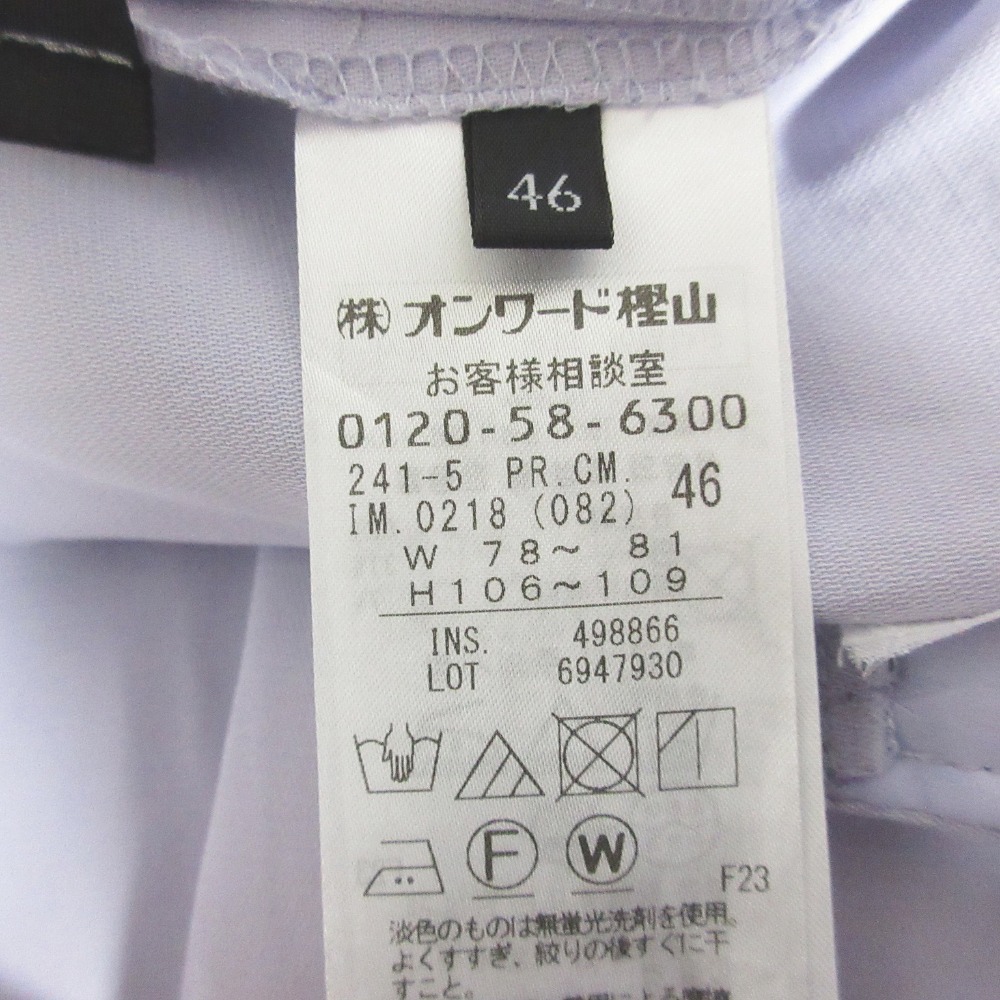 46
㈱オンワード樫山
お客様相談室
0120-58-6300
241-5 PR.CM. 46
IM.0218 (082)
W 78～ 81
H106～109
INS. 498866
LOT 6947930
F W
F23
淡色のものは無蛍光洗剤を使用。
よくすすぎ、絞りの後すぐに干
すこと。